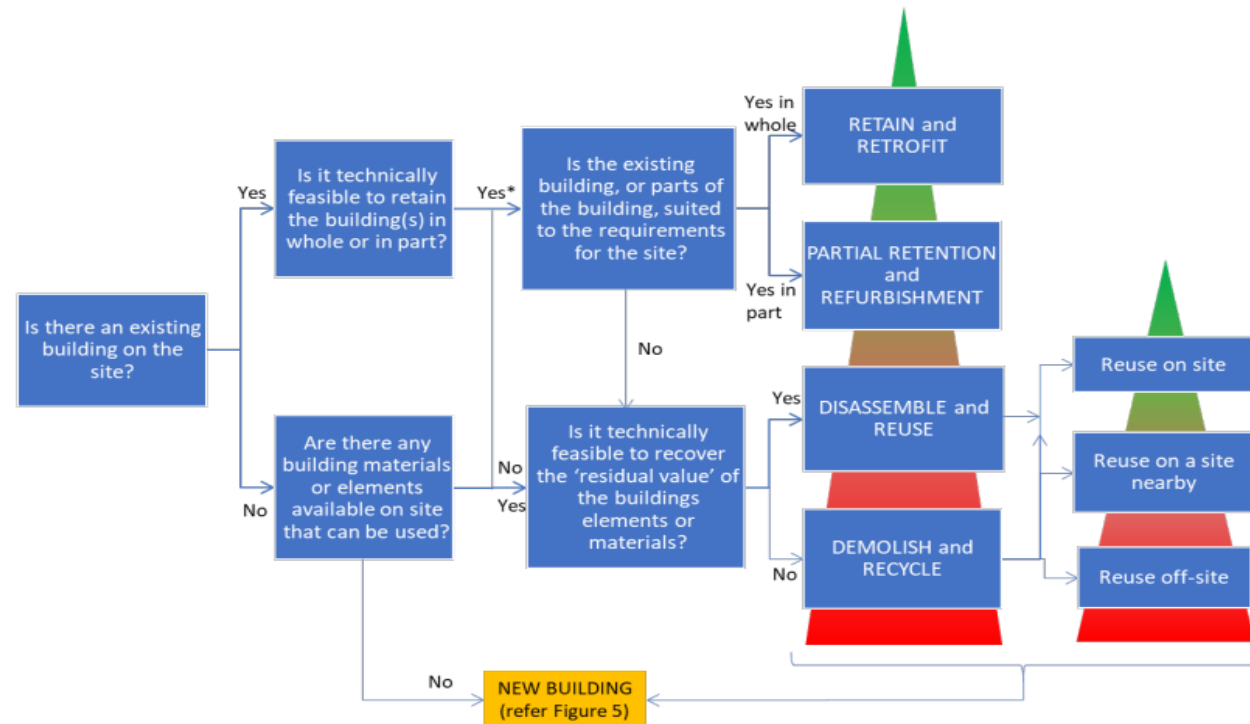 Is there an existing
building on the
site?
Yes
No
Is it technically
feasible to retain
the building(s) in
whole or in part?
Are there any
building materials
or elements
available on site
that can be used?
Yes*
No
Yes
No
Is the existing
building, or parts of
the building, suited
to the requirements
for the site?
No
Is it technically
feasible to recover
the ‘residual value’ of
the buildings
elements or
materials?
Yes in
whole
Yes in
part
Yes
No
RETAIN and
RETROFIT
PARTIAL RETENTION
and
REFURBISHMENT
DISASSEMBLE and
REUSE
DEMOLISH and
RECYCLE
Reuse on site
Reuse on a site
nearby
Reuse off-site
NEW BUILDING
(refer Figure 5)